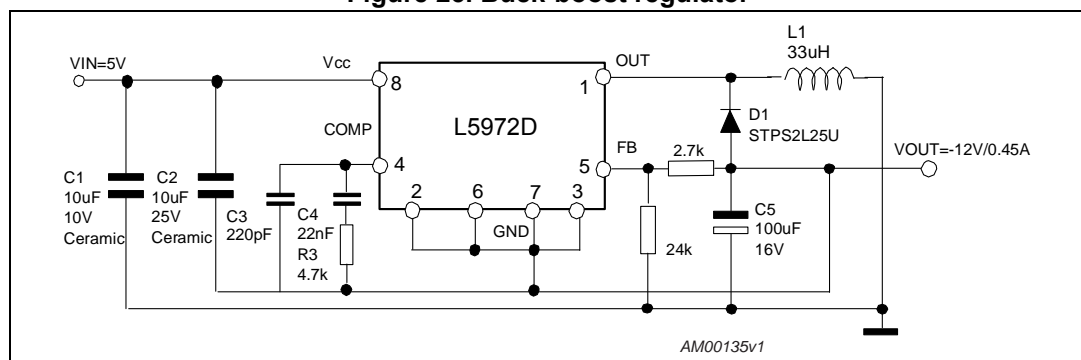 Figure 20. Buck-boost regulator
L1
33uH
VIN=5V
Vcc
8
OUT
1
L5972D
D1
STPS2L25U
COMP
4
FB
5
2.7k
VOUT=-12V/0.45A
C1
10uF
10V
Ceramic
C2
10uF
25V
Ceramic
C3
220pF
C4
22nF
R3
4.7k
2
6
7
3
GND
24k
C5
100uF
16V
AM00135v1